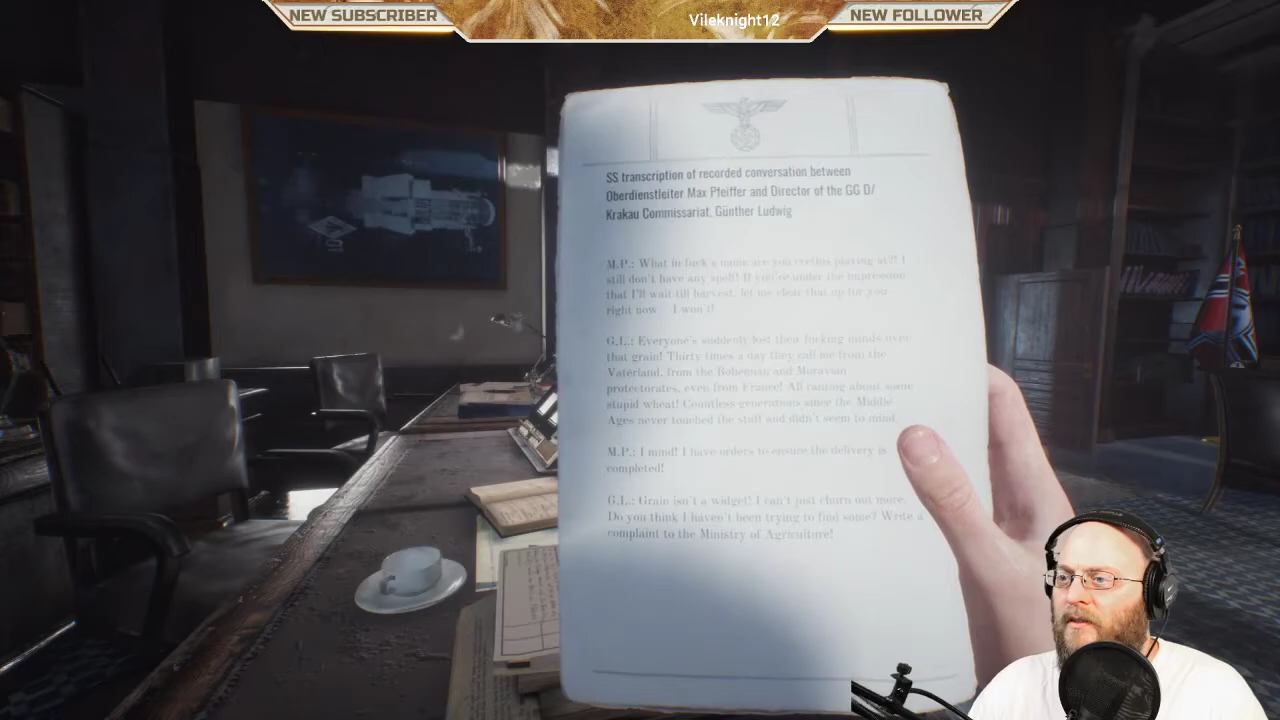 NEW SUBSCRIBER
Vileknight12
NEW FOLLOWER
SS transcription of recorded conversation between
Oberdienstleiter Max Pfeiffer and Director of the GG D/
Krakau Commissariat, Günther Ludwig
M.P.: What in fuck's name are you cretins playing at?! I
still don't have any spelt! If you're under the impression
that I'll wait till harvest, let me clear that up for you
right now – I won't!
G.L.: Everyone's suddenly lost their fucking minds over
that grain! Thirty times a day they call me from the
Vaterland, from the Bohemian and Moravian
protectorates, even from France! All ranting about some
stupid wheat! Countless generations since the Middle
Ages never touched the stuff and didn't seem to mind.
M.P.: I mind! I have orders to ensure the delivery is
completed!
G.L.: Grain isn't a widget! I can't just churn out more.
Do you think I haven't been trying to find some? Write a
complaint to the Ministry of Agriculture!